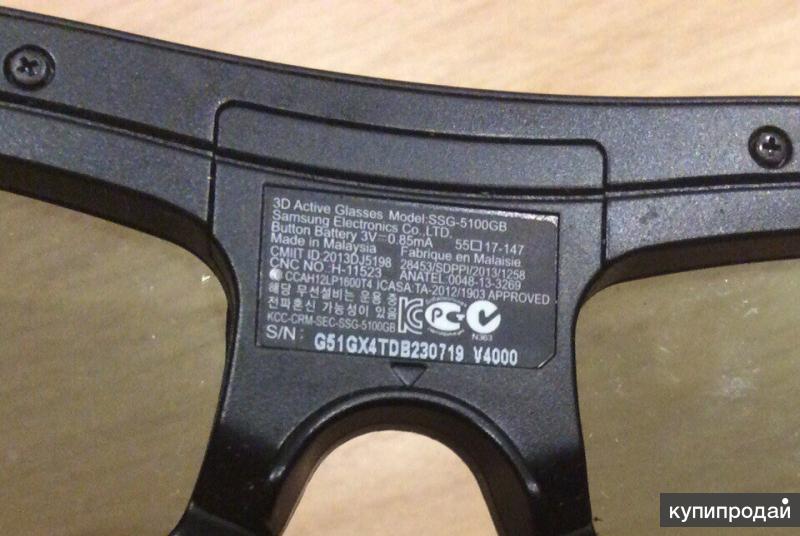 3D Active Glasses Model:SSG-5100GB
Samsung Electronics Co.,LTD.
Button Battery 3V⎓0.85mA 55□17-147
Made in Malaysia Fabrique en Malaisie
CMIIT ID:2013DJ5198 28453/SDPPI/2013/1258
CNC NO.:H-11523 ANATEL:0048-13-3269
CCAH12LP1600T4 ICASA:TA-2012/1903 APPROVED
해당 무선설비는 운용 중
전파혼신 가능성이 있음
KCC-CRM-SEC-SSG-5100GB
N363
S/N: G51GX4TDB230719 V4000
купипродай